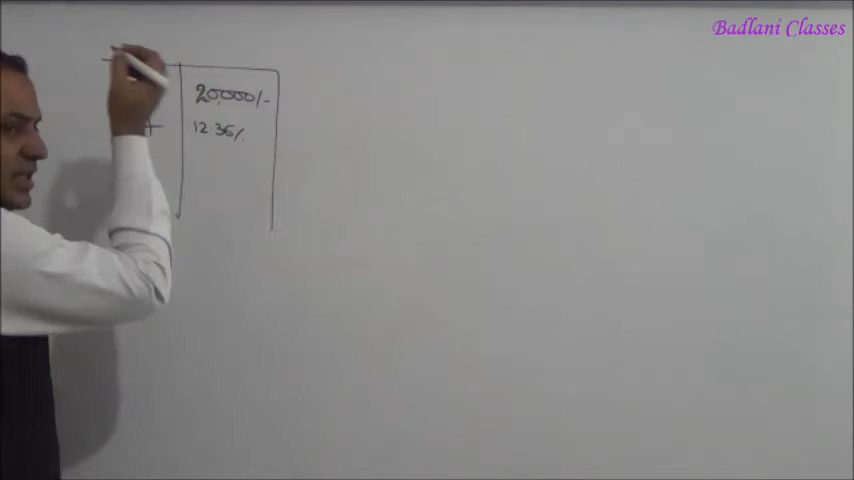 Badlani Classes
20,000/-
+ 12.36%